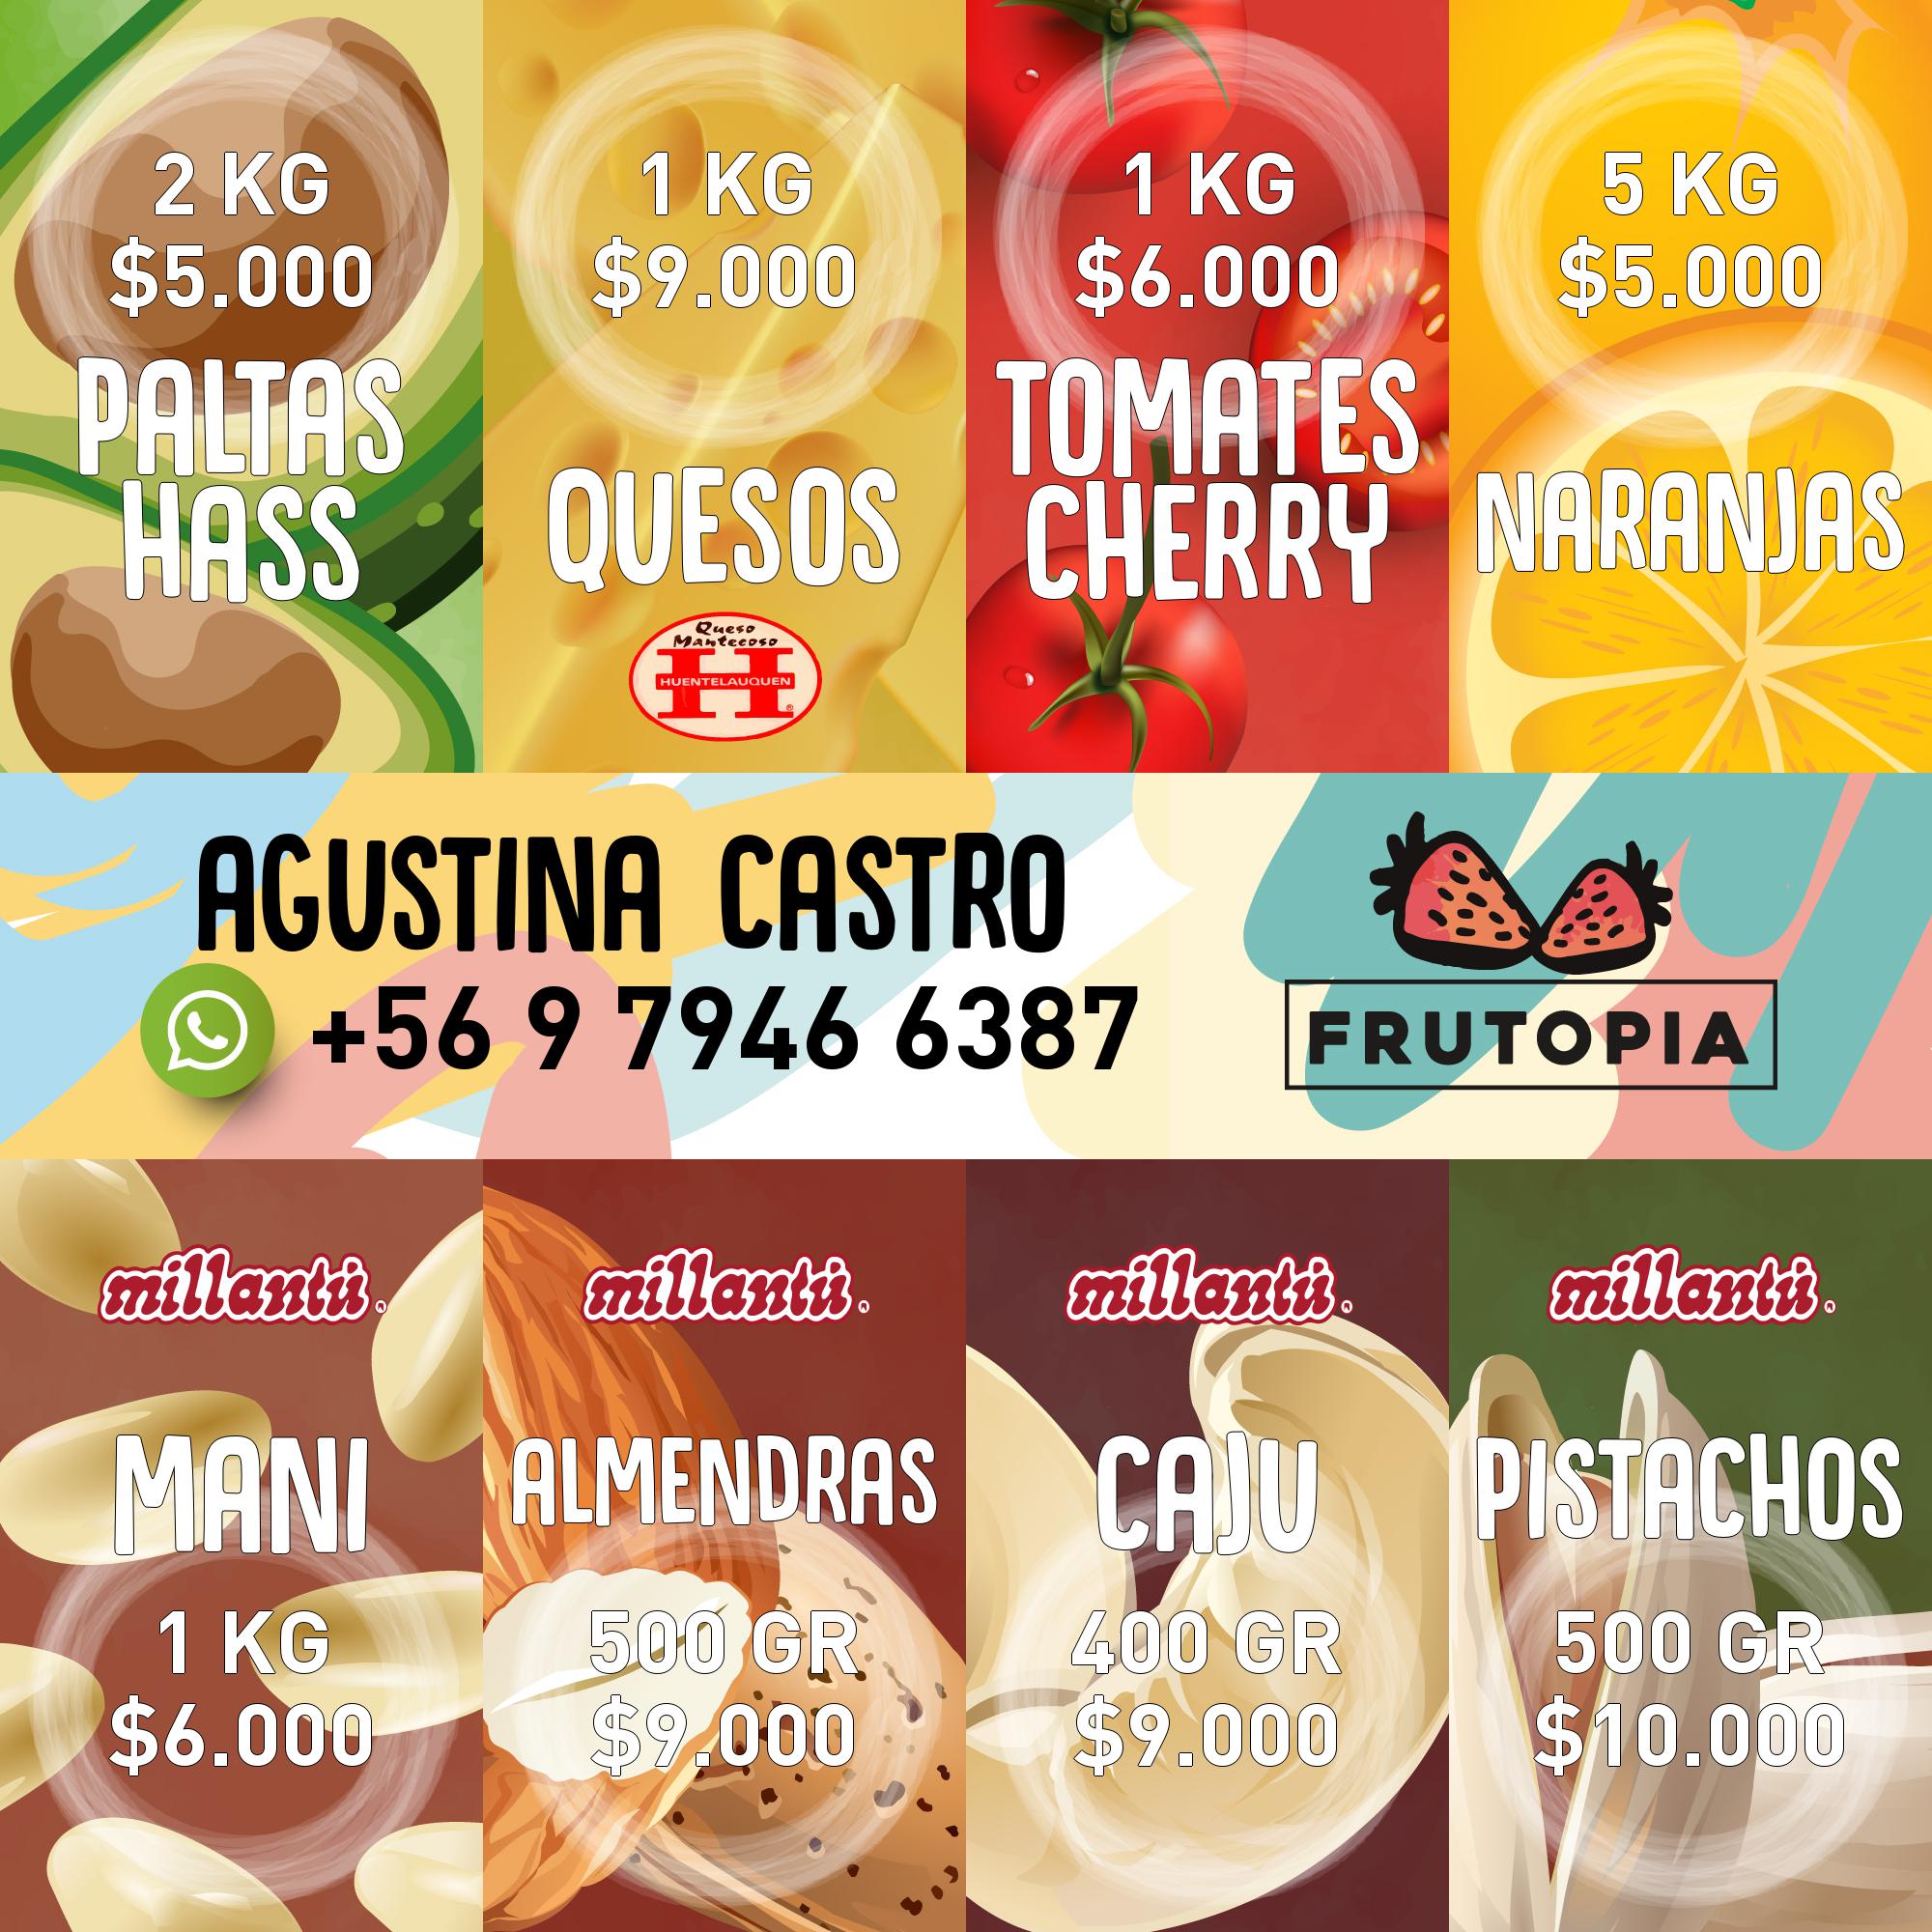 2 KG
$5.000
PALTAS
HASS
1 KG
$9.000
QUESOS
Queso
Mantecoso
H
HUENTELAUQUEN
®
1 KG
$6.000
TOMATES
CHERRY
5 KG
$5.000
NARANJAS
AGUSTINA CASTRO
+56 9 7946 6387
FRUTOPIA
millantú®
MANI
1 KG
$6.000
millantú®
ALMENDRAS
500 GR
$9.000
millantú®
CAJU
400 GR
$9.000
millantú®
PISTACHOS
500 GR
$10.000